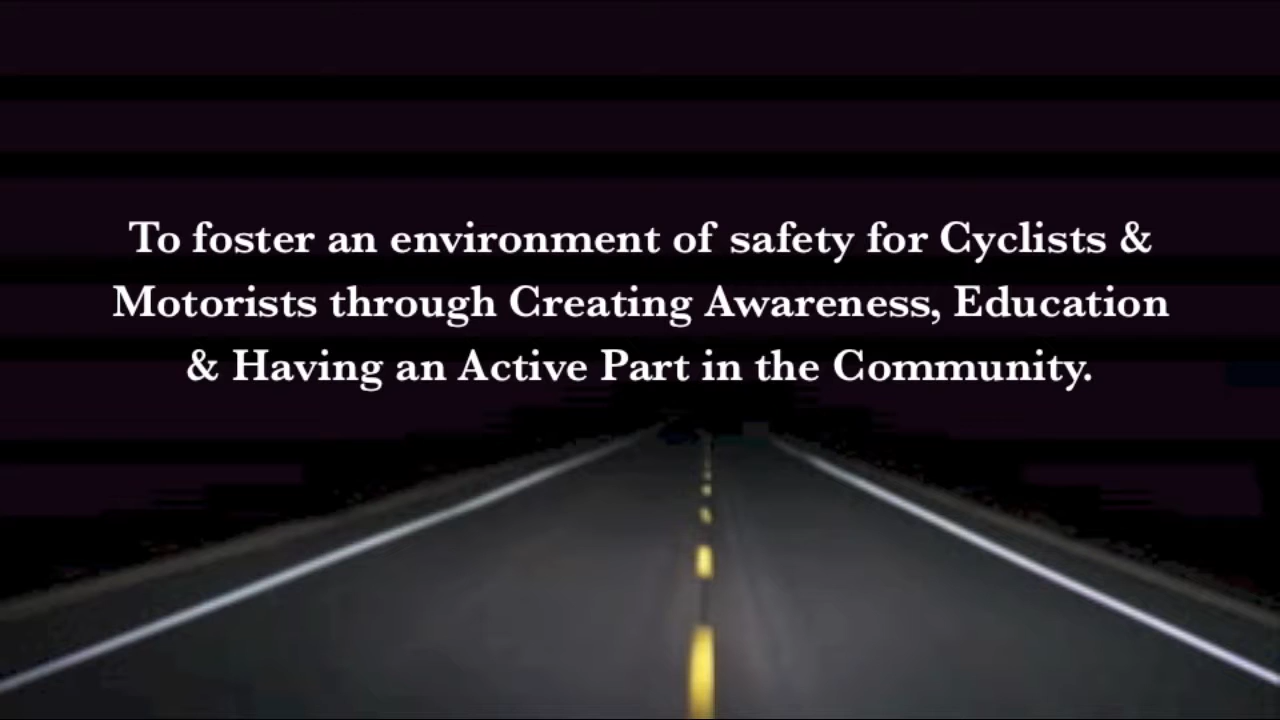 To foster an environment of safety for Cyclists &
Motorists through Creating Awareness, Education
& Having an Active Part in the Community.